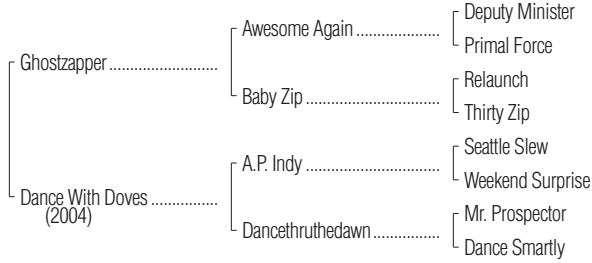 Deputy Minister
Awesome Again ...................
Primal Force
Ghostzapper ..........................
Relaunch
Baby Zip ................................
Thirty Zip
Seattle Slew
A.P. Indy ................................
Weekend Surprise
Dance With Doves ................
(2004)
Mr. Prospector
Dancethruthedawn................
Dance Smartly